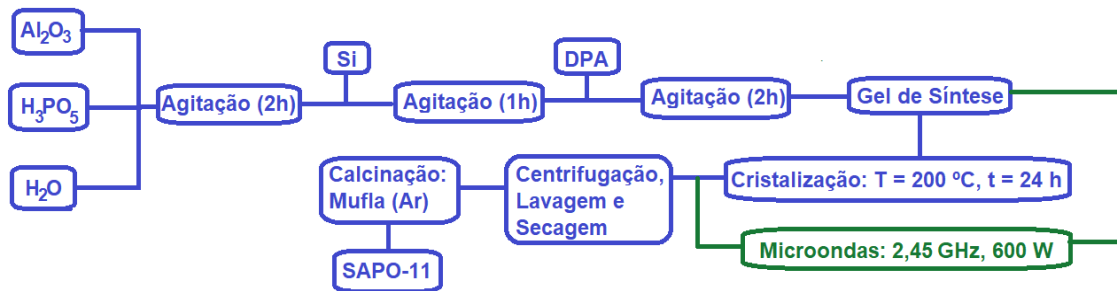 Al₂O₃
H₃PO₅
H₂O
Agitação (2h)
Si
Agitação (1h)
DPA
Agitação (2h)
Gel de Síntese
Cristalização: T = 200 ºC, t = 24 h
Microondas: 2,45 GHz, 600 W
Centrifugação,
Lavagem e
Secagem
Calcinação:
Mufla (Ar)
SAPO-11